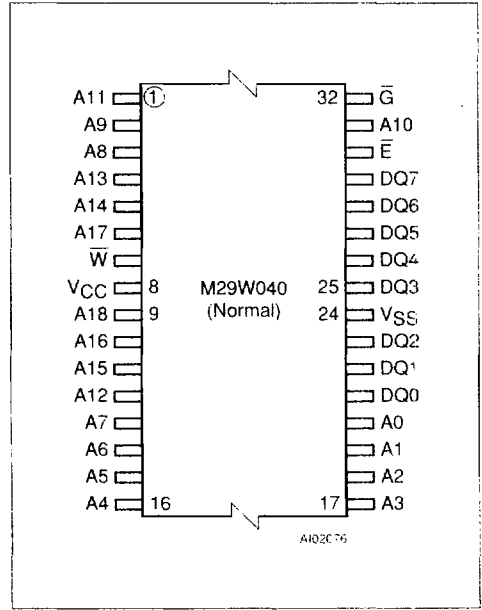 A11 1 32 G̅
A9 A10
A8 E̅
A13 DQ7
A14 DQ6
A17 DQ5
W̅ DQ4
VCC 8 M29W040 25 DQ3
A18 9 (Normal) 24 VSS
A16 DQ2
A15 DQ1
A12 DQ0
A7 A0
A6 A1
A5 A2
A4 16 17 A3
AI02676